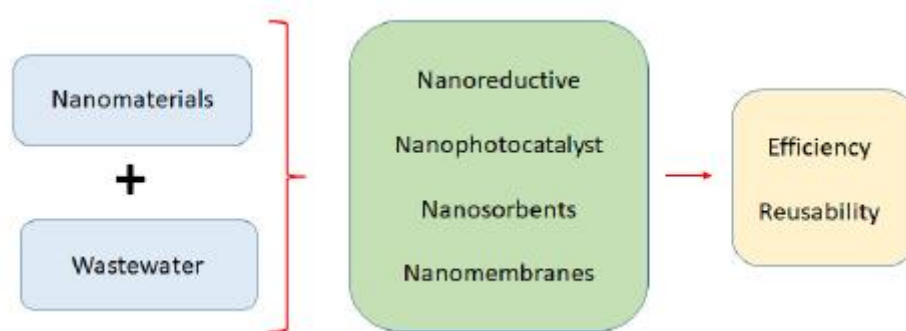 Nanomaterials
+
Wastewater
Nanoreductive
Nanophotocatalyst
Nanosorbents
Nanomembranes
Efficiency
Reusability